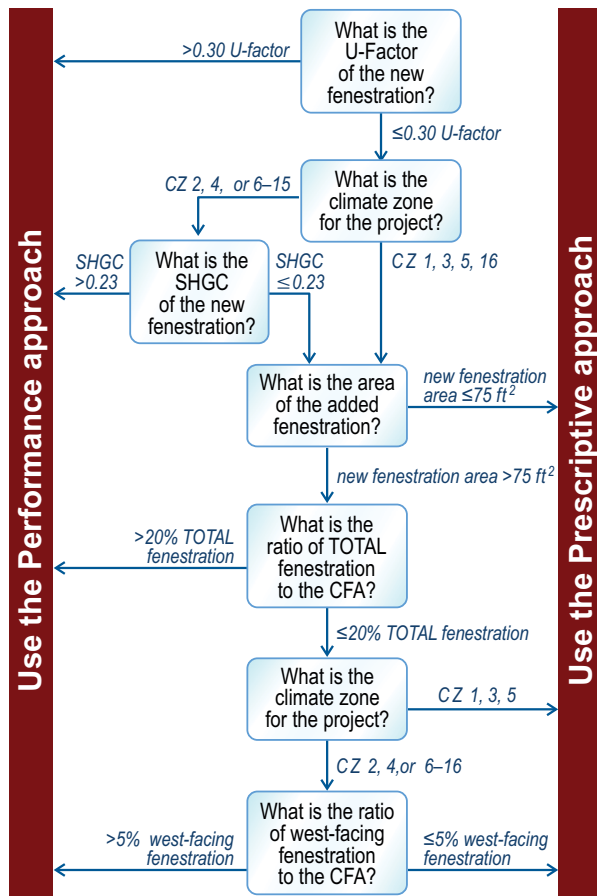 Use the Performance approach
What is the
U-Factor
of the new
fenestration?
>0.30 U-factor
≤0.30 U-factor
What is the
climate zone
for the project?
CZ 2, 4, or 6–15
CZ 1, 3, 5, 16
What is the
SHGC
of the new
fenestration?
SHGC
>0.23
SHGC
≤0.23
What is the area
of the added
fenestration?
new fenestration
area ≤75 ft²
new fenestration area >75 ft²
What is the
ratio of TOTAL
fenestration
to the CFA?
>20% TOTAL
fenestration
≤20% TOTAL fenestration
What is the
climate zone
for the project?
CZ 1, 3, 5
CZ 2, 4,or 6–16
What is the ratio
of west-facing
fenestration
to the CFA?
>5% west-facing
fenestration
≤5% west-facing
fenestration
Use the Prescriptive approach